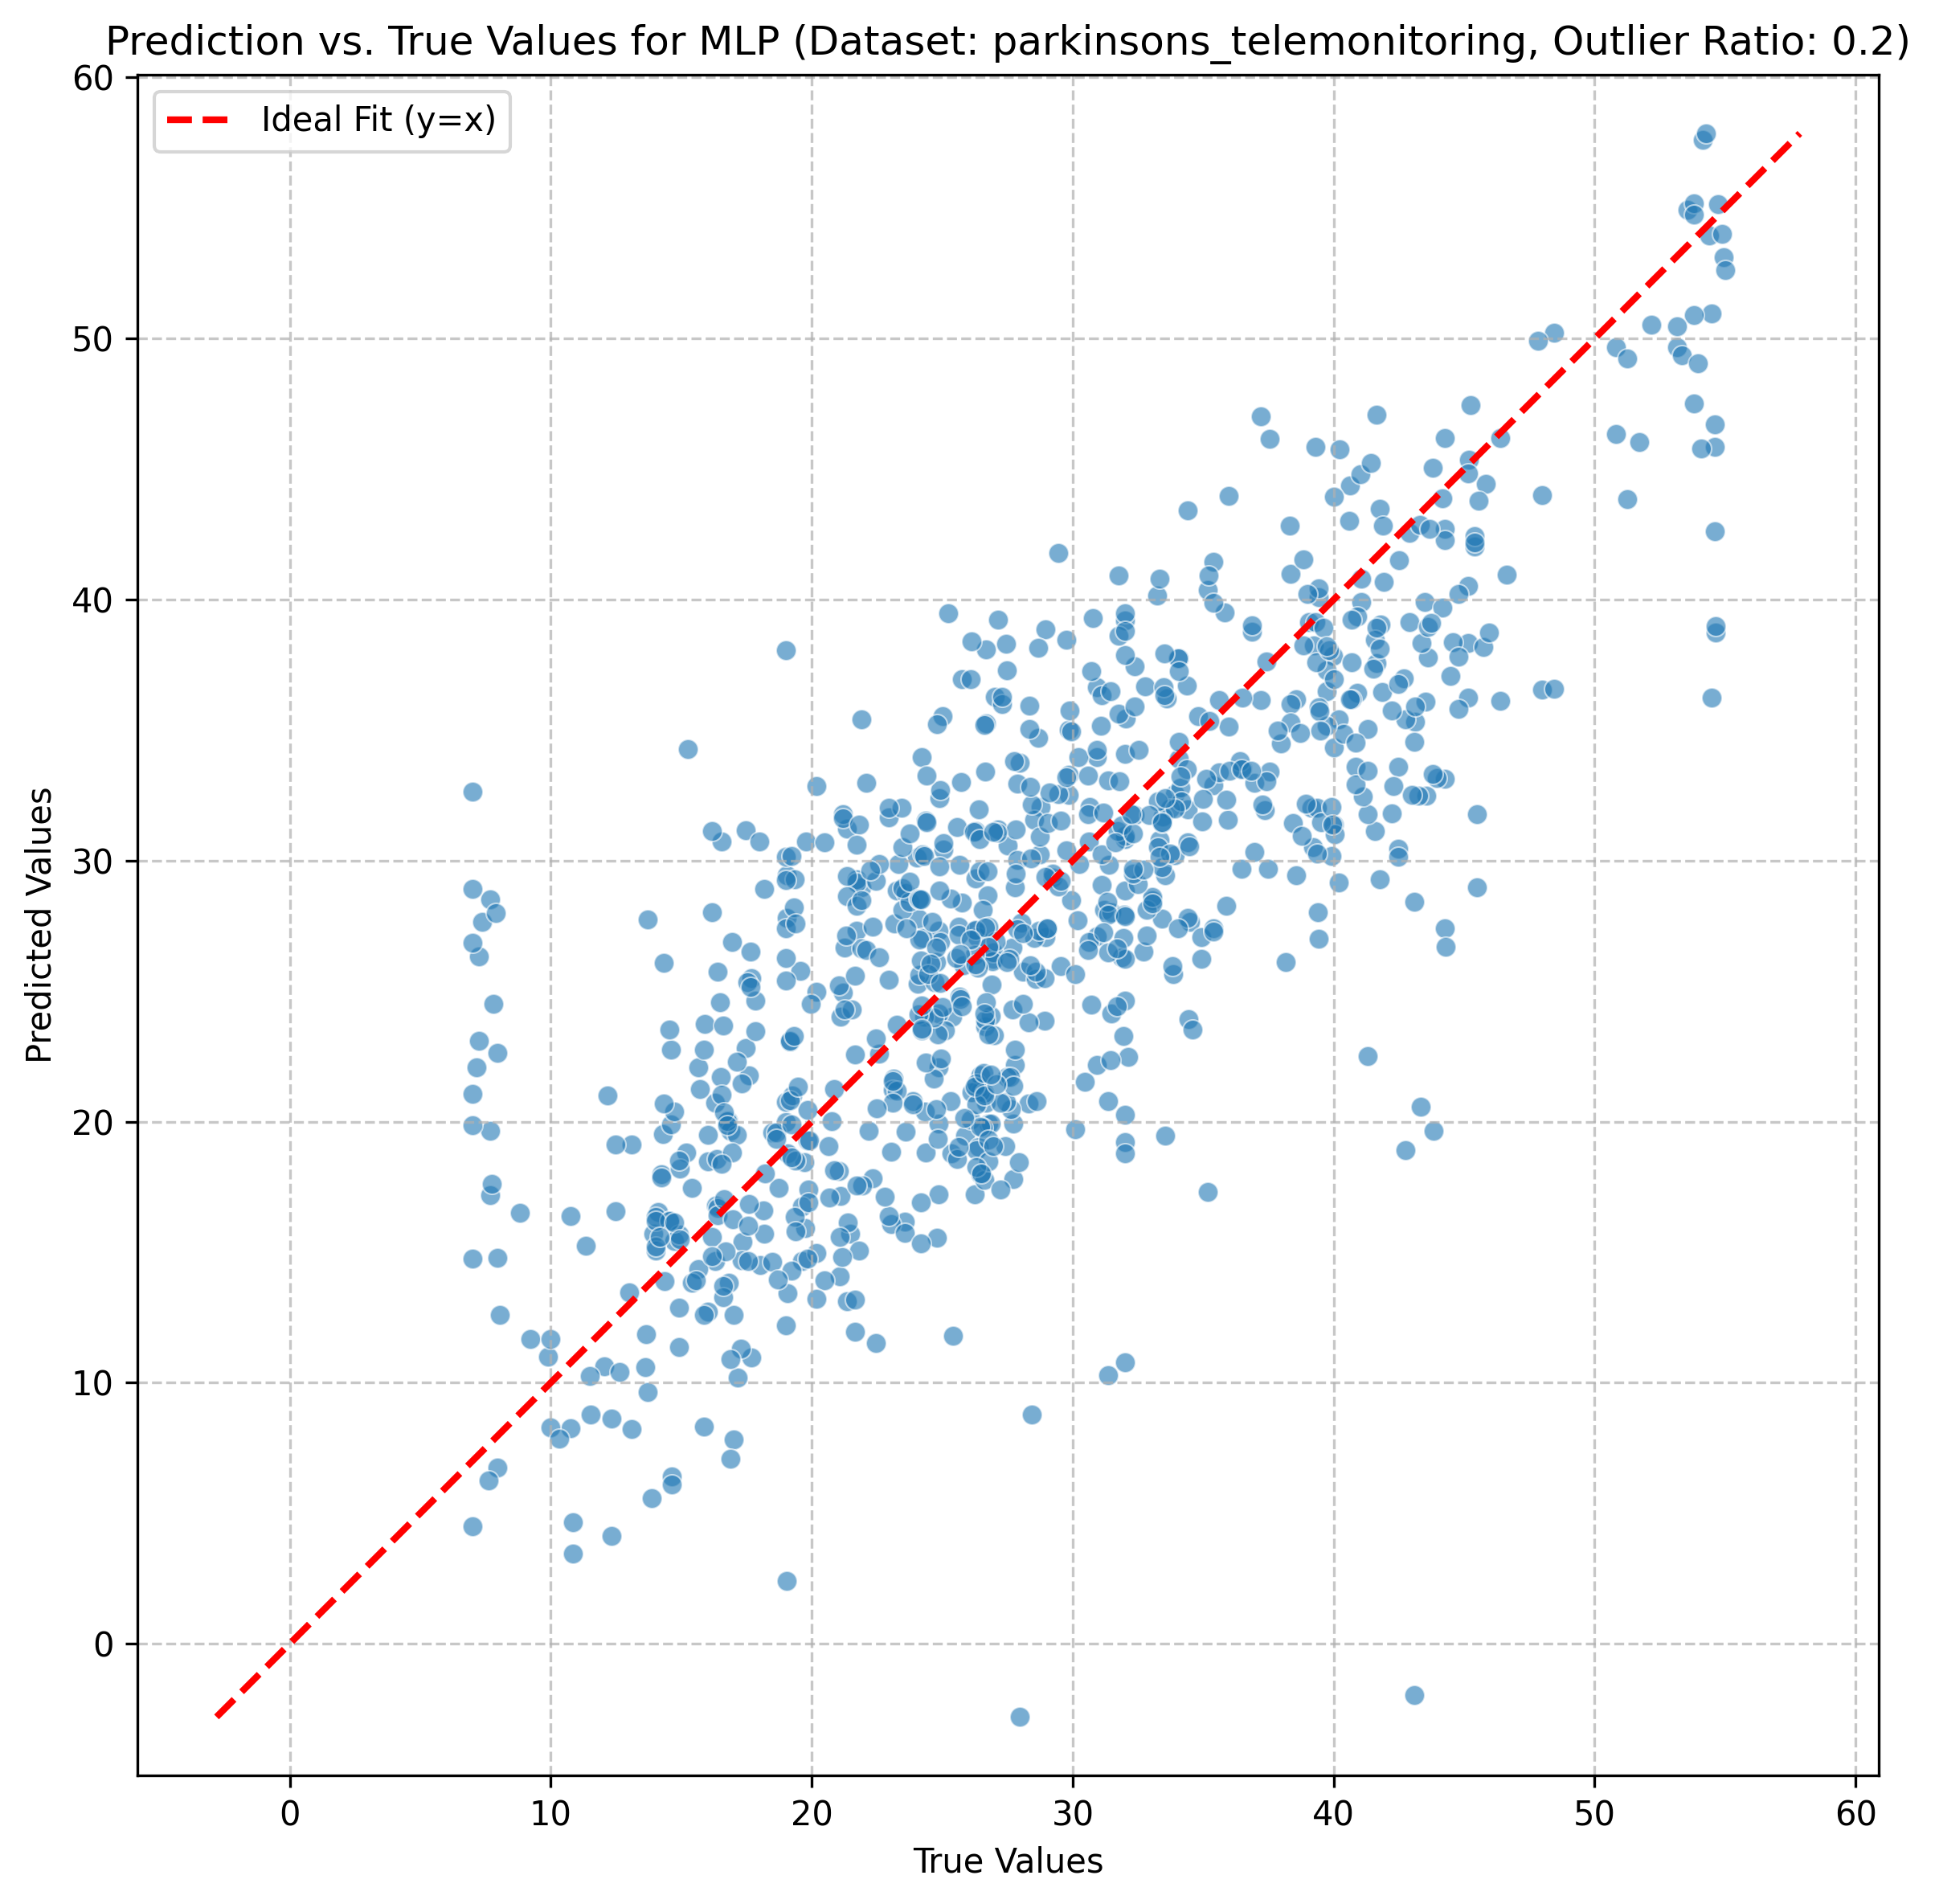 Prediction vs. True Values for MLP (Dataset: parkinsons_telemonitoring, Outlier Ratio: 0.2)
Ideal Fit (y=x)
60
50
40
30
20
10
0
Predicted Values
0 10 20 30 40 50 60
True Values